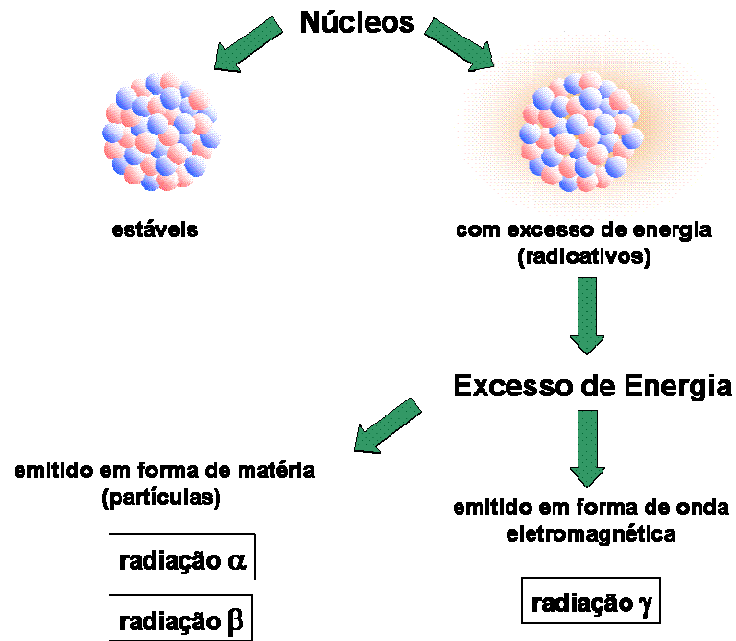 Núcleos
estáveis
com excesso de energia
(radioativos)
Excesso de Energia
emitido em forma de matéria
(partículas)
emitido em forma de onda
eletromagnética
radiação α
radiação β
radiação γ